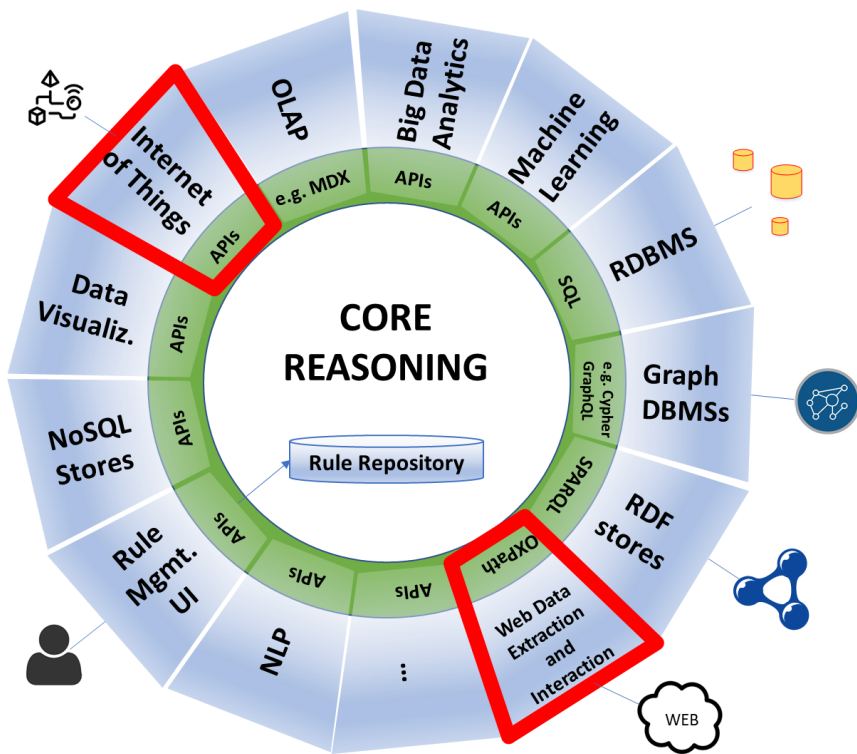 CORE
REASONING
Rule Repository
OLAP
e.g. MDX
Big Data
Analytics
APIs
Machine
Learning
APIs
RDBMS
SQL
Graph
DBMSs
e.g. Cypher
GraphQL
RDF
stores
SPARQL
Web Data
Extraction
and
Interaction
OXPath
WEB
...
APIs
NLP
APIs
Rule
Mgmt.
UI
APIs
NoSQL
Stores
APIs
Data
Visualiz.
APIs
Internet
of Things
APIs